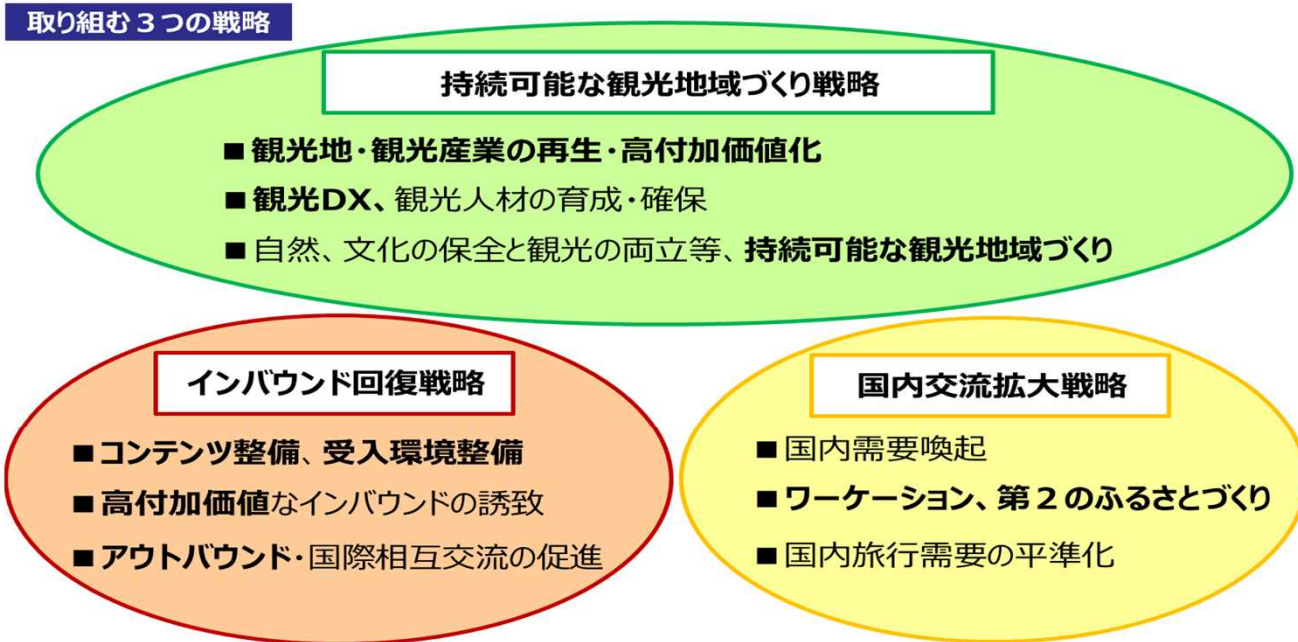 取り組む３つの戦略
持続可能な観光地域づくり戦略
■観光地・観光産業の再生・高付加価値化
■観光DX、観光人材の育成・確保
■自然、文化の保全と観光の両立等、持続可能な観光地域づくり
インバウンド回復戦略
■コンテンツ整備、受入環境整備
■高付加価値なインバウンドの誘致
■アウトバウンド・国際相互交流の促進
国内交流拡大戦略
■国内需要喚起
■ワーケーション、第２のふるさとづくり
■国内旅行需要の平準化